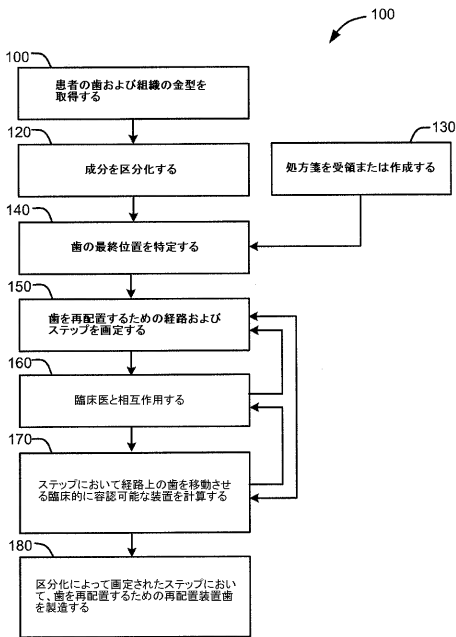 100
100
患者の歯および組織の金型を
取得する
120
成分を区分化する
130
処方箋を受領または作成する
140
歯の最終位置を特定する
150
歯を再配置するための経路および
ステップを画定する
160
臨床医と相互作用する
170
ステップにおいて経路上の歯を移動させ
る臨床的に容認可能な装置を計算する
180
区分化によって画定されたステップにおい
て、歯を再配置するための再配置装置歯
を製造する